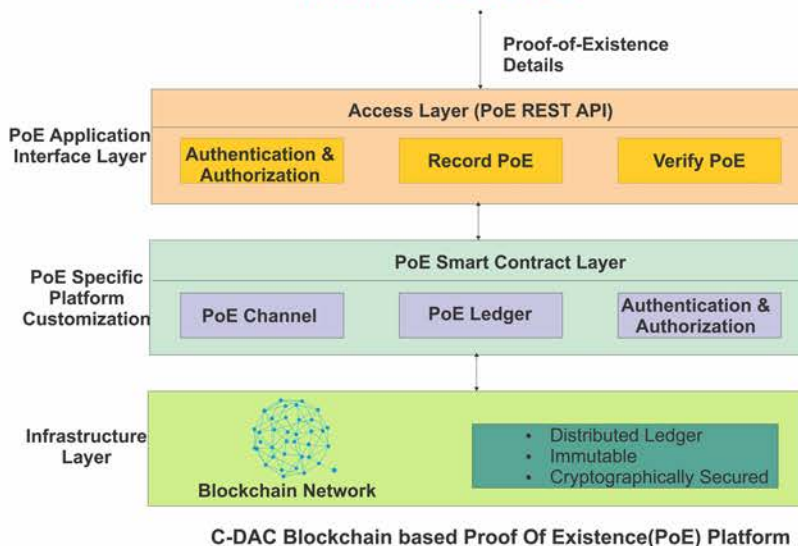 Proof-of-Existence
Details
PoE Application
Interface Layer
Access Layer (PoE REST API)
Authentication &
Authorization
Record PoE
Verify PoE
PoE Specific
Platform
Customization
PoE Smart Contract Layer
PoE Channel
PoE Ledger
Authentication &
Authorization
Infrastructure
Layer
Blockchain Network
• Distributed Ledger
• Immutable
• Cryptographically Secured
C-DAC Blockchain based Proof Of Existence(PoE) Platform